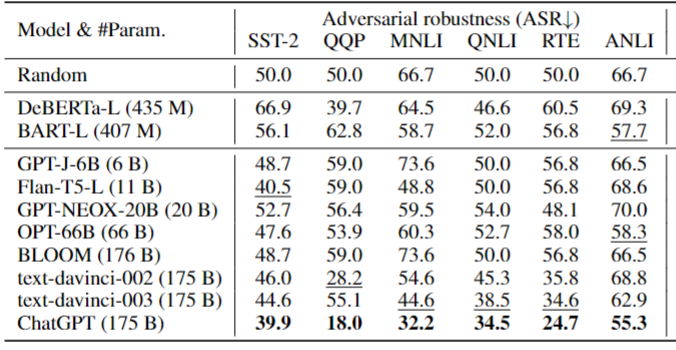 Model & #Param. Adversarial robustness (ASR↓)
SST-2 QQP MNLI QNLI RTE ANLI
Random 50.0 50.0 66.7 50.0 50.0 66.7
DeBERTa-L (435 M) 66.9 39.7 64.5 46.6 60.5 69.3
BART-L (407 M) 56.1 62.8 58.7 52.0 56.8 57.7
GPT-J-6B (6 B) 48.7 59.0 73.6 50.0 56.8 66.5
Flan-T5-L (11 B) 40.5 59.0 48.8 50.0 56.8 68.6
GPT-NEOX-20B (20 B) 52.7 56.4 59.5 54.0 48.1 70.0
OPT-66B (66 B) 47.6 53.9 60.3 52.7 58.0 58.3
BLOOM (176 B) 48.7 59.0 73.6 50.0 56.8 66.5
text-davinci-002 (175 B) 46.0 28.2 54.6 45.3 35.8 68.8
text-davinci-003 (175 B) 44.6 55.1 44.6 38.5 34.6 62.9
ChatGPT (175 B) 39.9 18.0 32.2 34.5 24.7 55.3